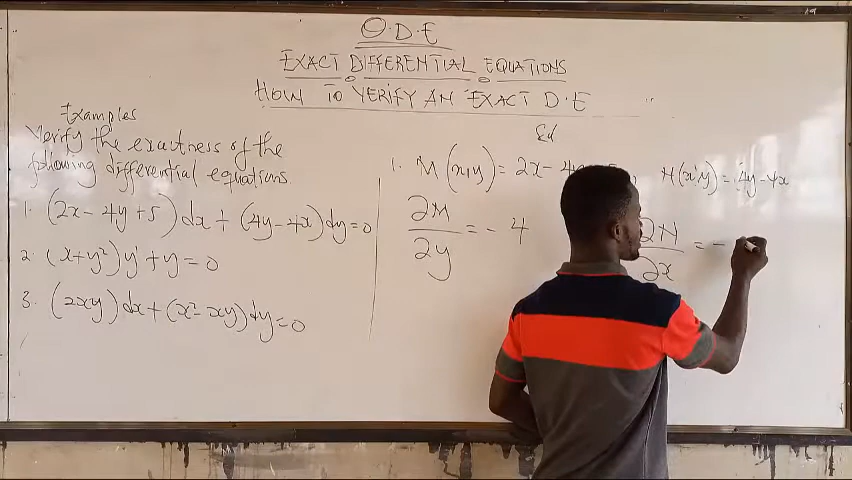 O.D.E
EXACT DIFFERENTIAL EQUATIONS
HOW TO VERIFY AN EXACT D.E
Examples
Verify the exactness of the
following differential equations
1. (2x - 4y + 5)dx + (4y - 4x)dy = 0
2. (x + y²)y' + y = 0
3. (2xy)dx + (x² - xy)dy = 0
Sol
1. M(x,y) = 2x - 4 N(x,y) = 4y - 4x
∂M/∂y = - 4 ∂N/∂x = -